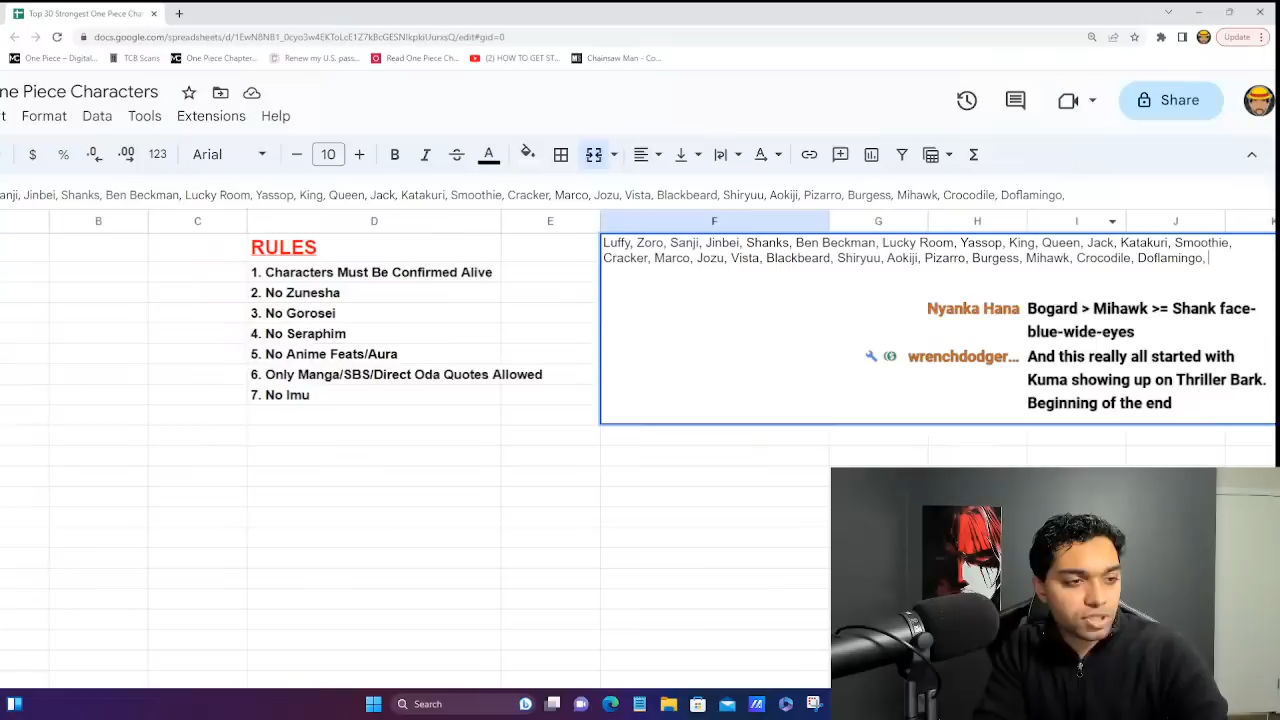 Top 30 Strongest One Piece Cha
docs.google.com/spreadsheets/d/1EwN8NB1_0cyo3w4EKToLcE1Z7kBcGESNIkpkiUurxsQ/edit#gid=0
Update
One Piece – Digital...
TCB Scans
One Piece Chapter...
Renew my U.S. pass...
Read One Piece Ch...
(2) HOW TO GET ST...
Chainsaw Man - Co...
ne Piece Characters
Share
t Format Data Tools Extensions Help
$ % .0 .00 123 Arial 10 B I A
anji, Jinbei, Shanks, Ben Beckman, Lucky Room, Yassop, King, Queen, Jack, Katakuri, Smoothie, Cracker, Marco, Jozu, Vista, Blackbeard, Shiryuu, Aokiji, Pizarro, Burgess, Mihawk, Crocodile, Doflamingo,
B C D E F G H I J K
RULES
1. Characters Must Be Confirmed Alive
2. No Zunesha
3. No Gorosei
4. No Seraphim
5. No Anime Feats/Aura
6. Only Manga/SBS/Direct Oda Quotes Allowed
7. No Imu
Luffy, Zoro, Sanji, Jinbei, Shanks, Ben Beckman, Lucky Room, Yassop, King, Queen, Jack, Katakuri, Smoothie,
Cracker, Marco, Jozu, Vista, Blackbeard, Shiryuu, Aokiji, Pizarro, Burgess, Mihawk, Crocodile, Doflamingo,
Nyanka Hana Bogard > Mihawk >= Shank face-
blue-wide-eyes
wrenchdodger... And this really all started with
Kuma showing up on Thriller Bark.
Beginning of the end
Search